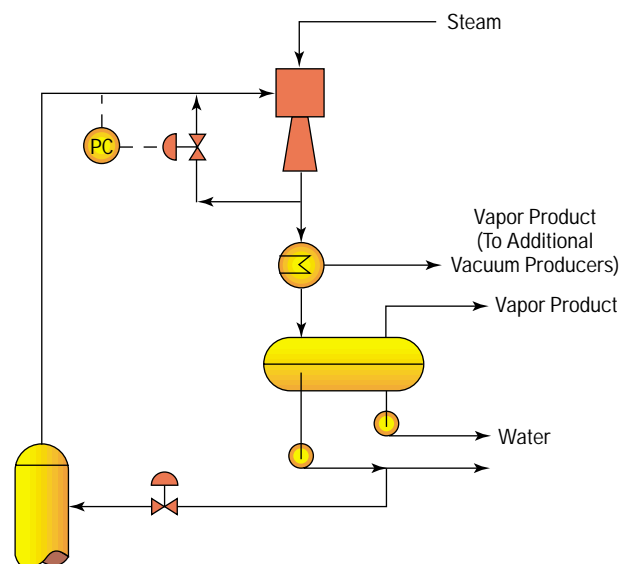 Steam
PC
Vapor Product
(To Additional
Vacuum Producers)
Vapor Product
Water